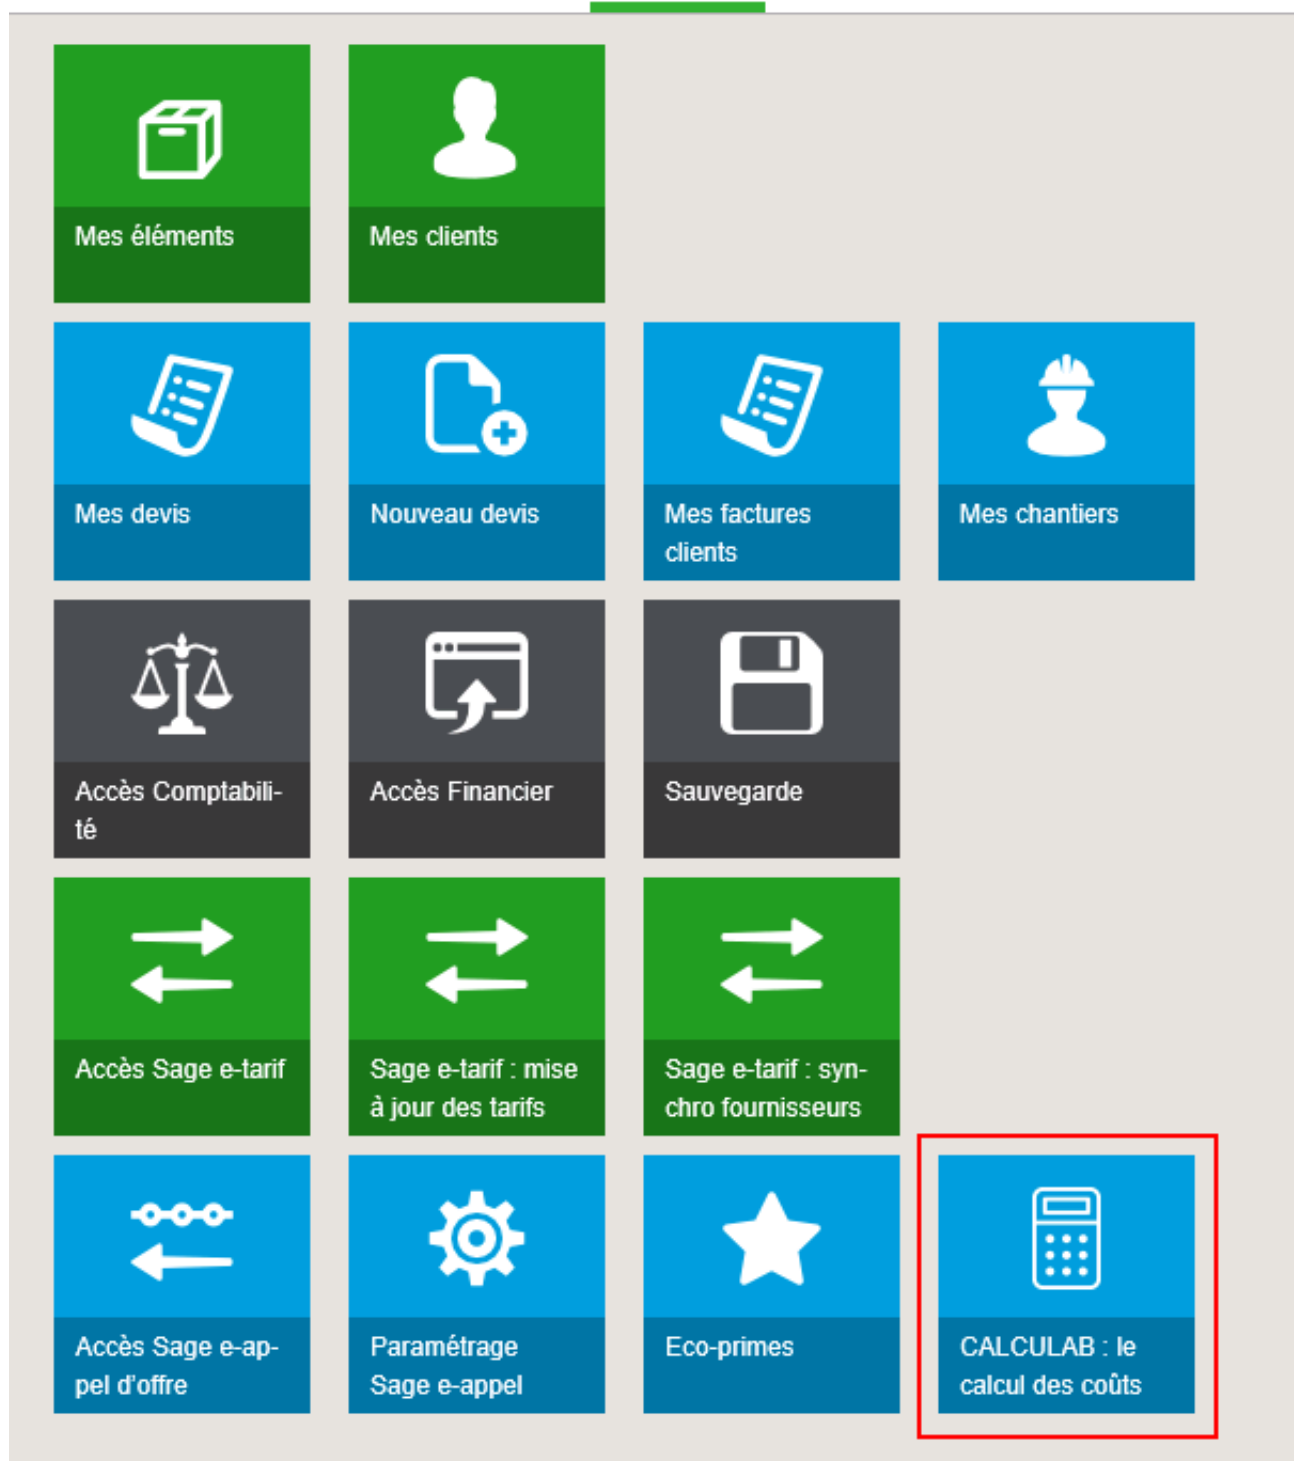 Mes éléments
Mes clients
Mes devis
Nouveau devis
Mes factures
clients
Mes chantiers
Accès Comptabili-
té
Accès Financier
Sauvegarde
Accès Sage e-tarif
Sage e-tarif : mise
à jour des tarifs
Sage e-tarif : syn-
chro fournisseurs
Accès Sage e-ap-
pel d'offre
Paramétrage
Sage e-appel
Eco-primes
CALCULAB : le
calcul des coûts